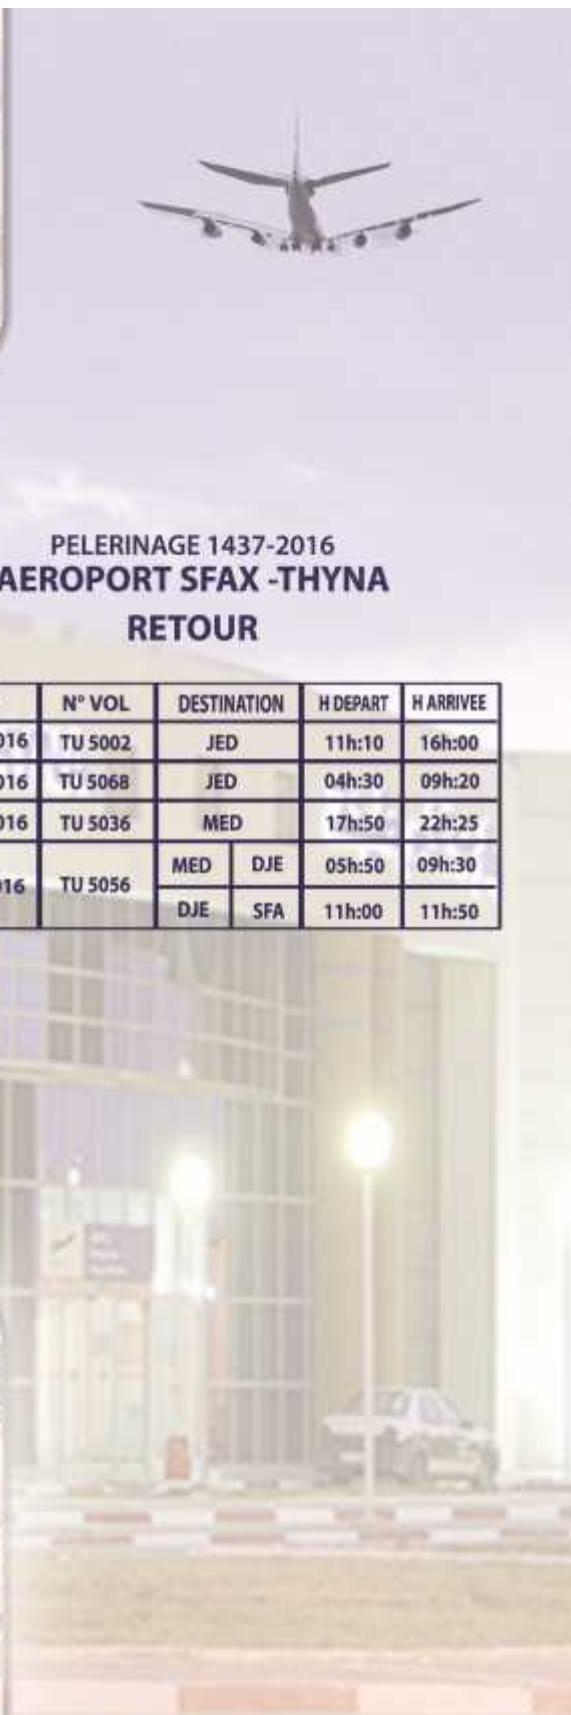 PELERINAGE 1437-2016
AEROPORT SFAX -THYNA
RETOUR
N° VOL DESTINATION H DEPART H ARRIVEE
016 TU 5002 JED 11h:10 16h:00
016 TU 5068 JED 04h:30 09h:20
016 TU 5036 MED 17h:50 22h:25
016 TU 5056 MED DJE 05h:50 09h:30
DJE SFA 11h:00 11h:50